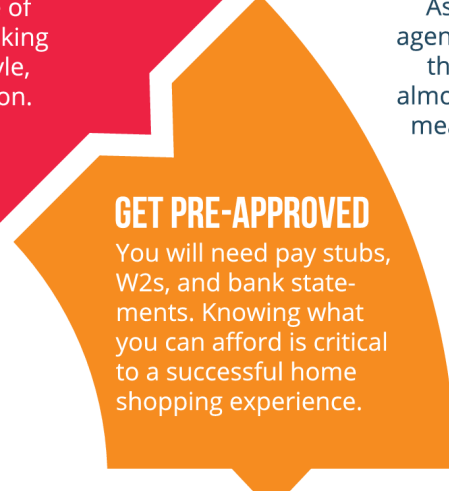 of
king
on.
GET PRE-APPROVED
You will need pay stubs,
W2s, and bank state-
ments. Knowing what
you can afford is critical
to a successful home
shopping experience.
As
agen
th
almo
mea